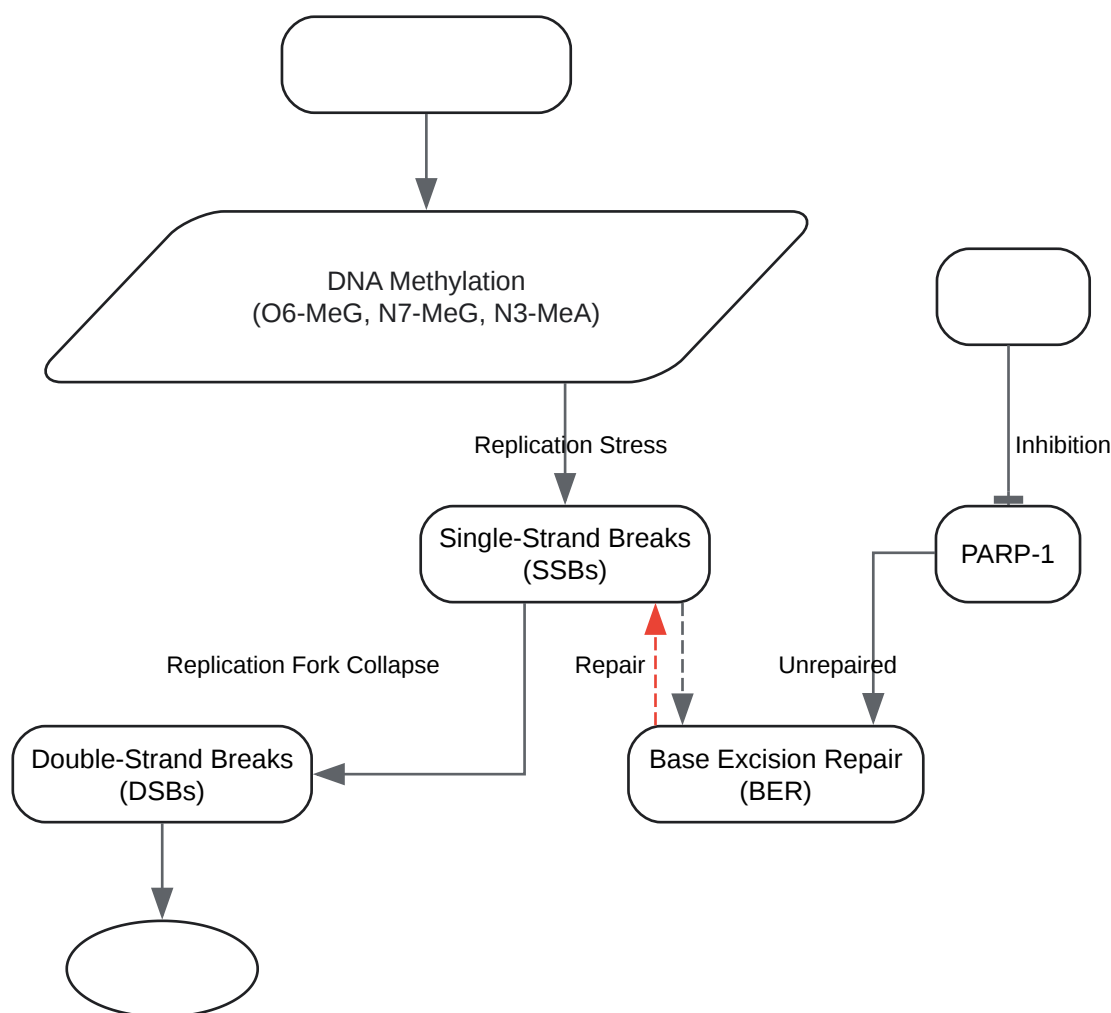 DNA Methylation
(O6-MeG, N7-MeG, N3-MeA)
Replication Stress
Inhibition
Single-Strand Breaks
(SSBs)
PARP-1
Replication Fork Collapse
Repair
Unrepaired
Double-Strand Breaks
(DSBs)
Base Excision Repair
(BER)